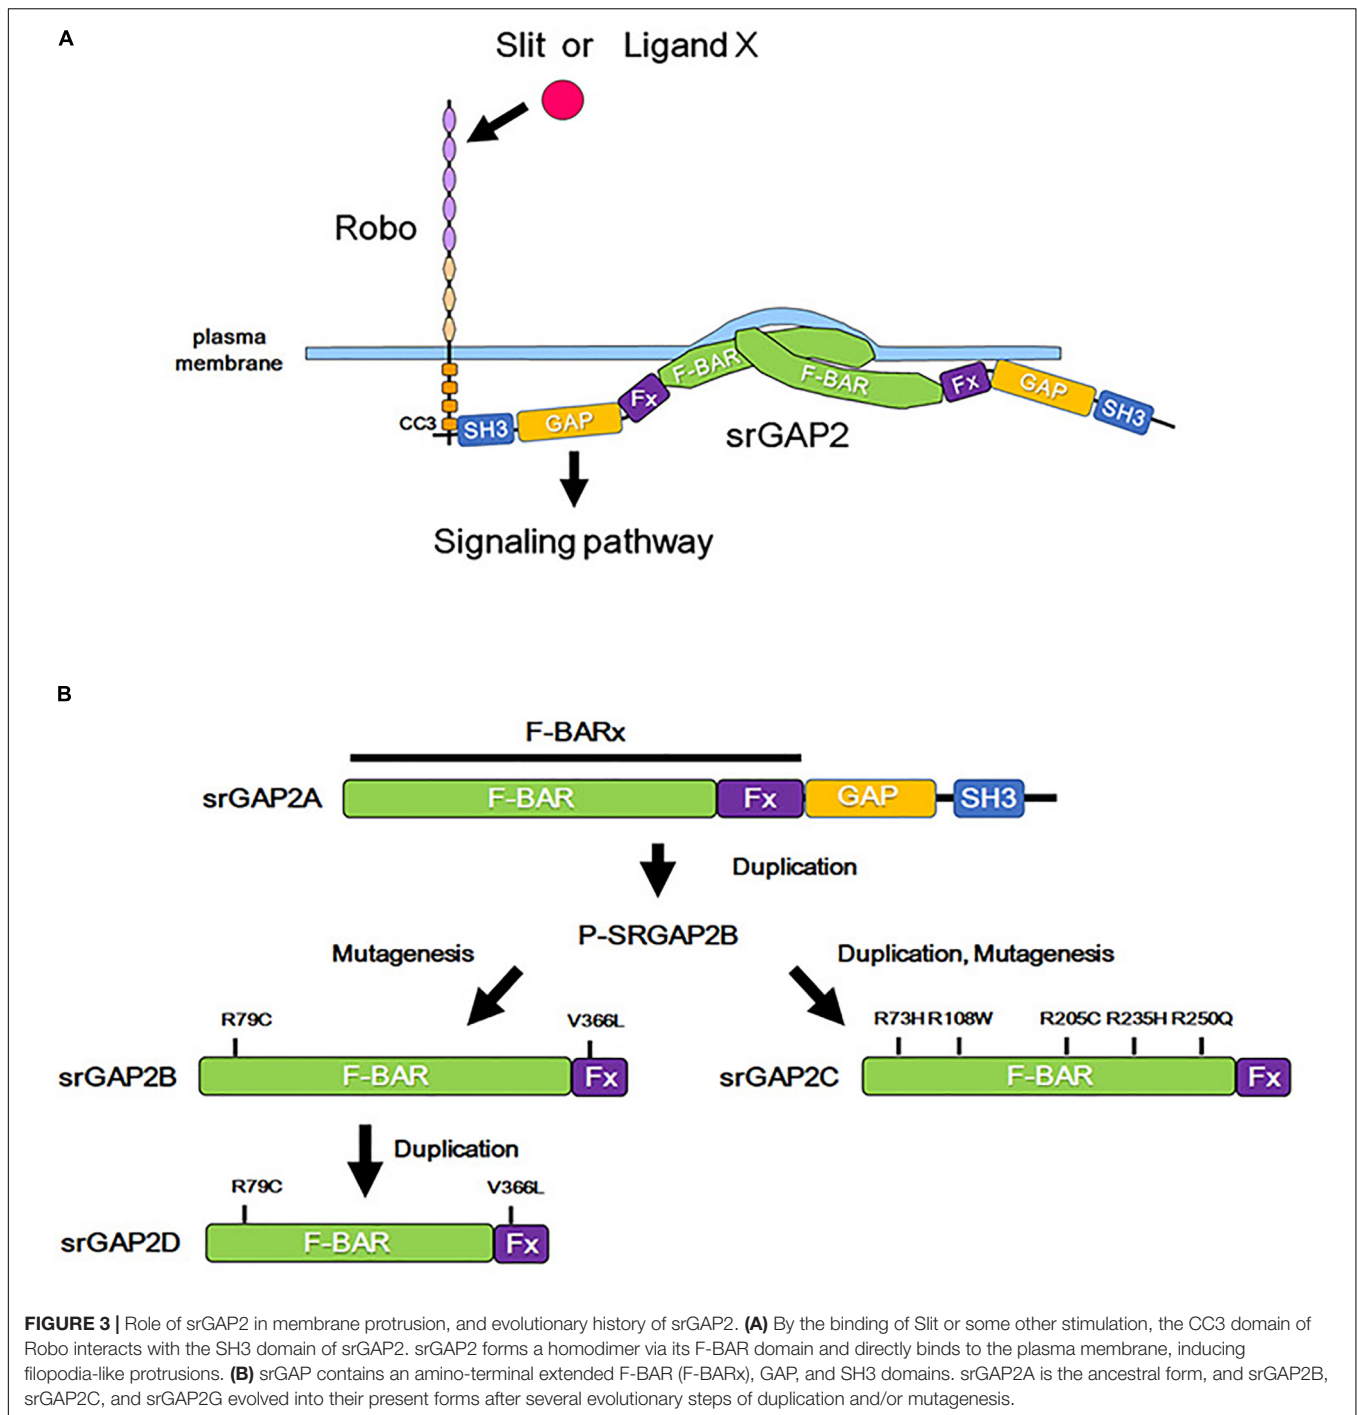 A
Slit or Ligand X
Robo
plasma
membrane
CC3
SH3
GAP
Fx
F-BAR
F-BAR
Fx
GAP
SH3
srGAP2
Signaling pathway
B
F-BARx
srGAP2A
F-BAR
Fx
GAP
SH3
Duplication
P-SRGAP2B
Mutagenesis
Duplication, Mutagenesis
R79C
V366L
srGAP2B
F-BAR
Fx
R73H R108W R205C R235H R250Q
srGAP2C
F-BAR
Fx
Duplication
R79C
V366L
srGAP2D
F-BAR
Fx
FIGURE 3 | Role of srGAP2 in membrane protrusion, and evolutionary history of srGAP2. (A) By the binding of Slit or some other stimulation, the CC3 domain of
Robo interacts with the SH3 domain of srGAP2. srGAP2 forms a homodimer via its F-BAR domain and directly binds to the plasma membrane, inducing
filopodia-like protrusions. (B) srGAP contains an amino-terminal extended F-BAR (F-BARx), GAP, and SH3 domains. srGAP2A is the ancestral form, and srGAP2B,
srGAP2C, and srGAP2G evolved into their present forms after several evolutionary steps of duplication and/or mutagenesis.